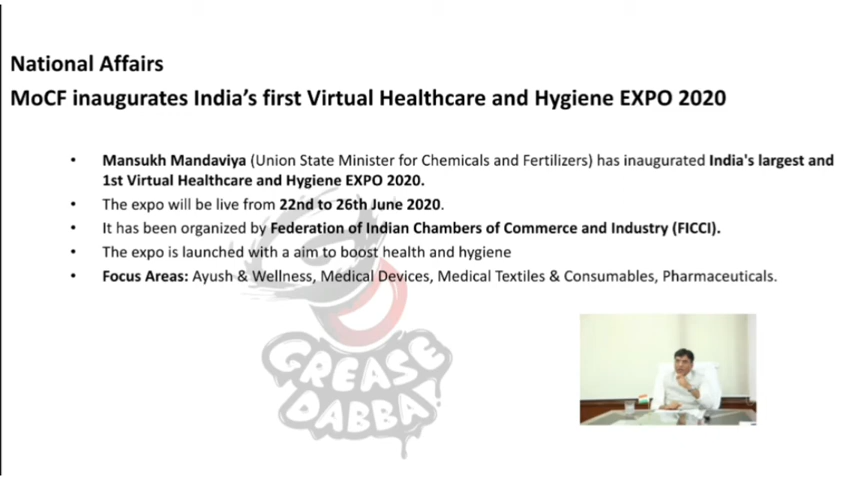 National Affairs
MoCF inaugurates India's first Virtual Healthcare and Hygiene EXPO 2020
• Mansukh Mandaviya (Union State Minister for Chemicals and Fertilizers) has inaugurated India's largest and
1st Virtual Healthcare and Hygiene EXPO 2020.
• The expo will be live from 22nd to 26th June 2020.
• It has been organized by Federation of Indian Chambers of Commerce and Industry (FICCI).
• The expo is launched with a aim to boost health and hygiene
• Focus Areas: Ayush & Wellness, Medical Devices, Medical Textiles & Consumables, Pharmaceuticals.
GREASE
DABBA